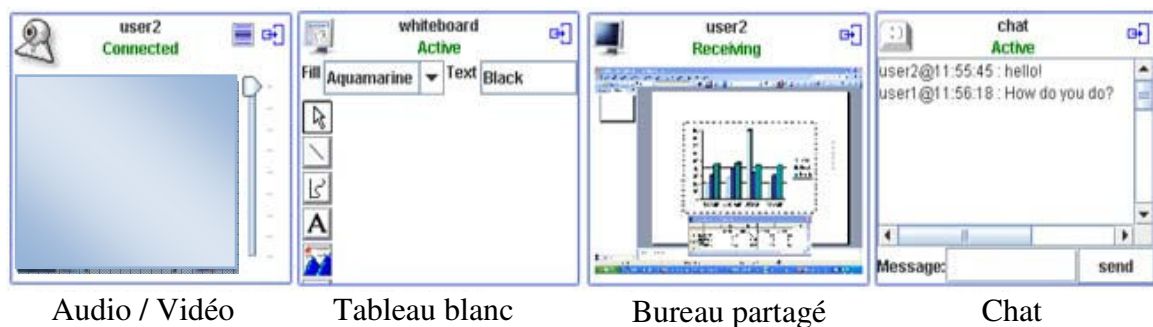 user2
Connected
whiteboard
Active
Fill Aquamarine Text Black
A
user2
Receiving
chat
Active
user2@11:55:45 : hello!
user1@11:56:18 : How do you do?
Message: send
Audio / Vidéo Tableau blanc Bureau partagé Chat